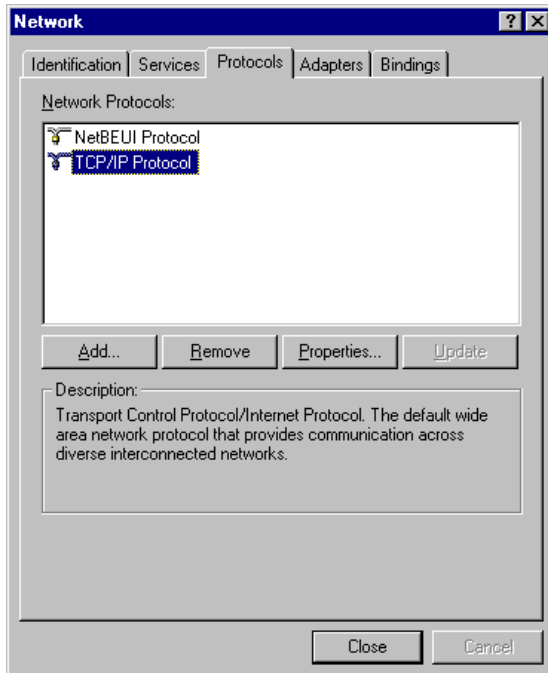 Network
Identification Services Protocols Adapters Bindings
Network Protocols:
NetBEUI Protocol
TCP/IP Protocol
Add... Remove Properties... Update
Description:
Transport Control Protocol/Internet Protocol. The default wide
area network protocol that provides communication across
diverse interconnected networks.
Close Cancel